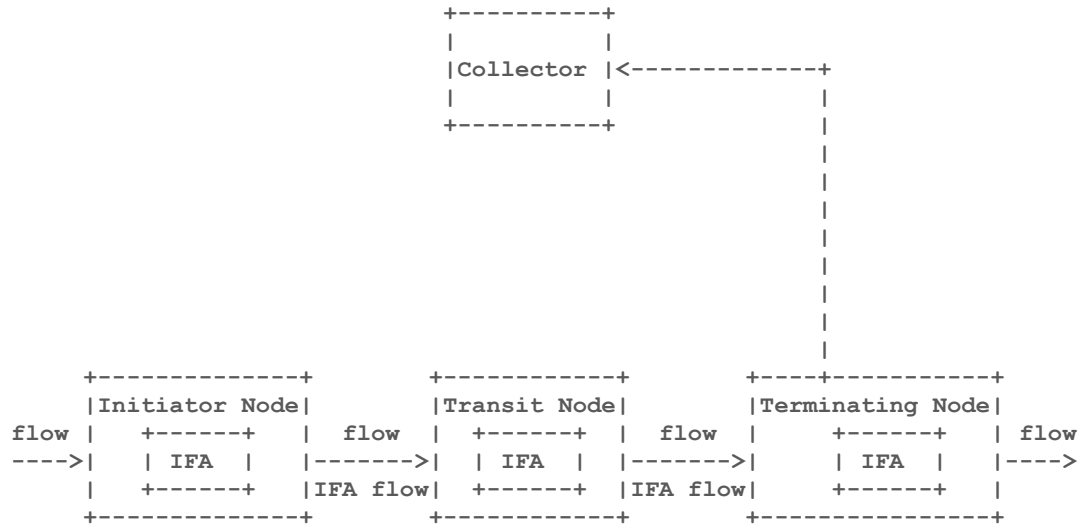 Collector
Initiator Node Transit Node Terminating Node
flow flow flow flow
IFA IFA IFA
IFA flow IFA flow